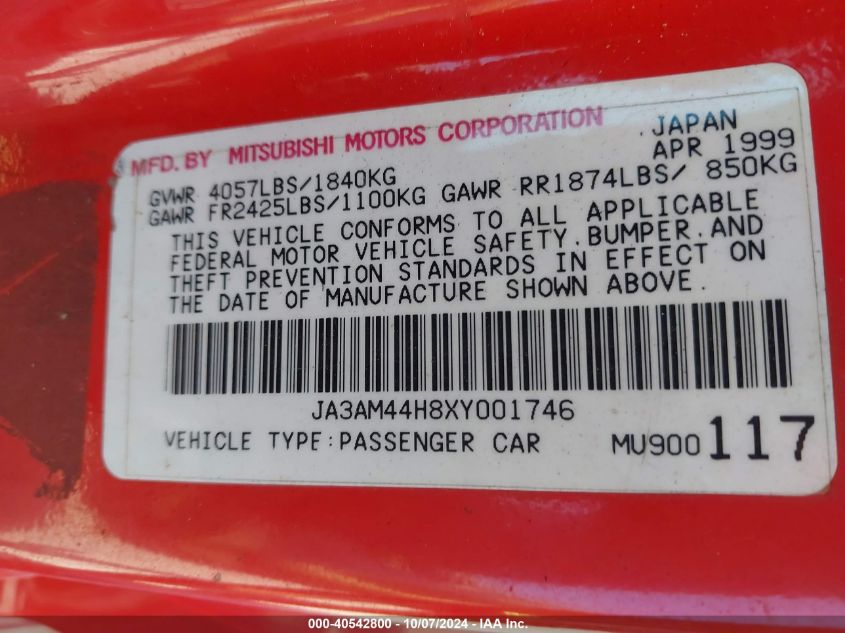 MFD. BY MITSUBISHI MOTORS CORPORATION JAPAN
APR 1999
GVWR 4057LBS/1840KG
GAWR FR2425LBS/1100KG GAWR RR1874LBS/ 850KG
THIS VEHICLE CONFORMS TO ALL APPLICABLE
FEDERAL MOTOR VEHICLE SAFETY,BUMPER,AND
THEFT PREVENTION STANDARDS IN EFFECT ON
THE DATE OF MANUFACTURE SHOWN ABOVE.
JA3AM44H8XY001746
VEHICLE TYPE:PASSENGER CAR MU900117
000-40542800 - 10/07/2024 - IAA Inc.